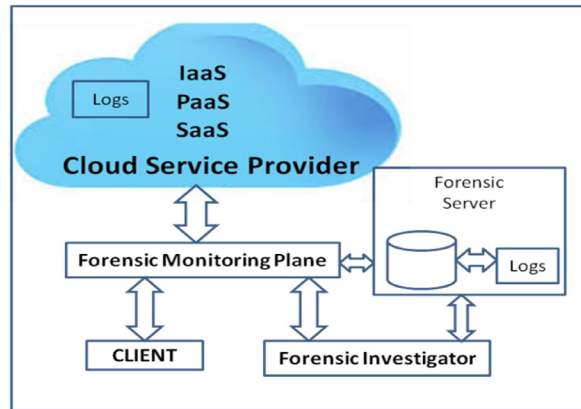 IaaS
Logs
PaaS
SaaS
Cloud Service Provider
Forensic
Server
Forensic Monitoring Plane
Logs
CLIENT
Forensic Investigator